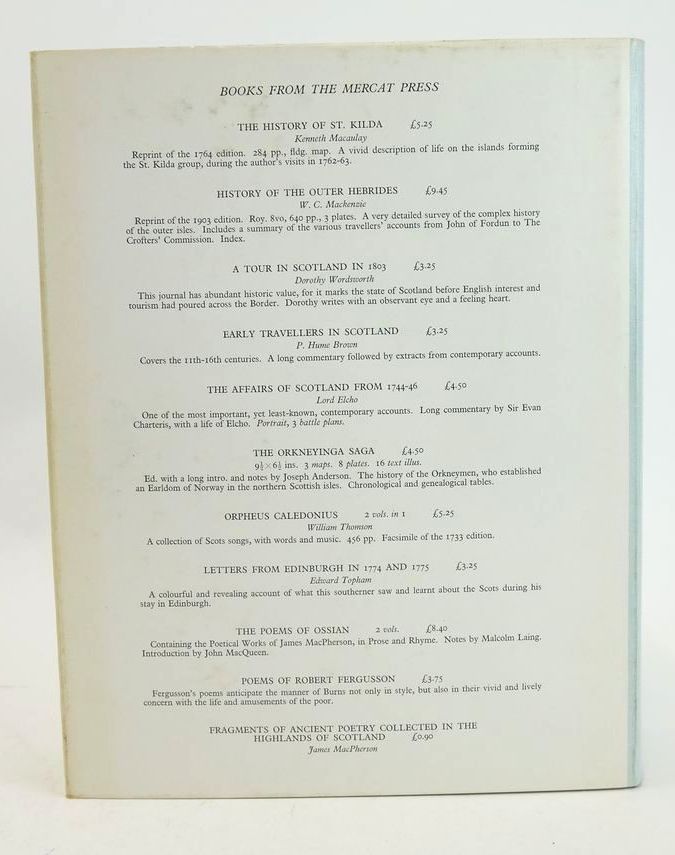 BOOKS FROM THE MERCAT PRESS
THE HISTORY OF ST. KILDA £5.25
Kenneth Macaulay
Reprint of the 1764 edition. 284 pp., fldg. map. A vivid description of life on the islands forming
the St. Kilda group, during the author's visits in 1762-63.
HISTORY OF THE OUTER HEBRIDES £9.45
W. C. Mackenzie
Reprint of the 1903 edition. Roy. 8vo, 640 pp., 3 plates. A very detailed survey of the complex history
of the outer isles. Includes a summary of the various travellers' accounts from John of Fordun to The
Crofters' Commission. Index.
A TOUR IN SCOTLAND IN 1803 £3.25
Dorothy Wordsworth
This journal has abundant historic value, for it marks the state of Scotland before English interest and
tourism had poured across the Border. Dorothy writes with an observant eye and a feeling heart.
EARLY TRAVELLERS IN SCOTLAND £3.25
P. Hume Brown
Covers the 11th-16th centuries. A long commentary followed by extracts from contemporary accounts.
THE AFFAIRS OF SCOTLAND FROM 1744-46 £4.50
Lord Elcho
One of the most important, yet least-known, contemporary accounts. Long commentary by Sir Evan
Charteris, with a life of Elcho. Portrait, 3 battle plans.
THE ORKNEYINGA SAGA £4.50
9½ × 6½ ins. 3 maps. 8 plates. 16 text illus.
Ed. with a long intro. and notes by Joseph Anderson. The history of the Orkneymen, who established
an Earldom of Norway in the northern Scottish isles. Chronological and genealogical tables.
ORPHEUS CALEDONIUS 2 vols. in 1 £5.25
William Thomson
A collection of Scots songs, with words and music. 456 pp. Facsimile of the 1733 edition.
LETTERS FROM EDINBURGH IN 1774 AND 1775 £3.25
Edward Topham
A colourful and revealing account of what this southerner saw and learnt about the Scots during his
stay in Edinburgh.
THE POEMS OF OSSIAN 2 vols. £8.40
Containing the Poetical Works of James MacPherson, in Prose and Rhyme. Notes by Malcolm Laing.
Introduction by John MacQueen.
POEMS OF ROBERT FERGUSSON £3.75
Fergusson's poems anticipate the manner of Burns not only in style, but also in their vivid and lively
concern with the life and amusements of the poor.
FRAGMENTS OF ANCIENT POETRY COLLECTED IN THE
HIGHLANDS OF SCOTLAND £0.90
James MacPherson